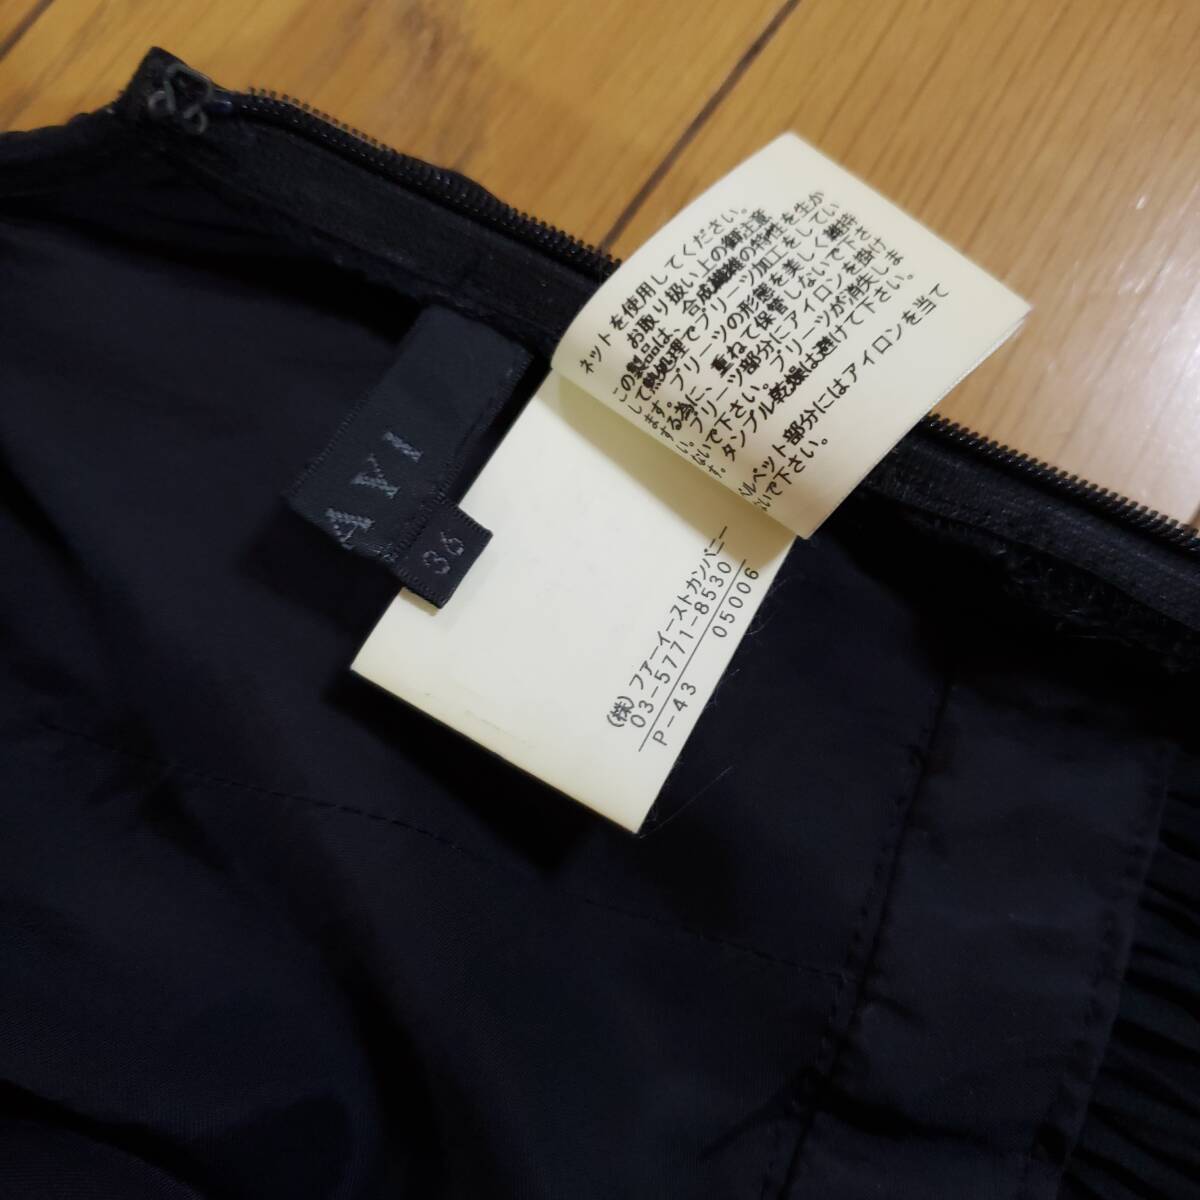 ネットを使用してください。
お取り扱い上の御注意
この製品は、合成繊維の特性を生か
して熱処理でプリーツ加工をしてい
ます。プリーツの形態を美しく維持
する為に、重ねて保管しないで下さ
い。プリーツ部分にアイロンを掛け
ないで下さい。プリーツが消失しま
す。タンブル乾燥は避けて下さい。
ベルベット部分にはアイロンを当て
ないで下さい。
(株)ファーイーストカンパニー
03-5771-8530
P-43 05006
AVI
36